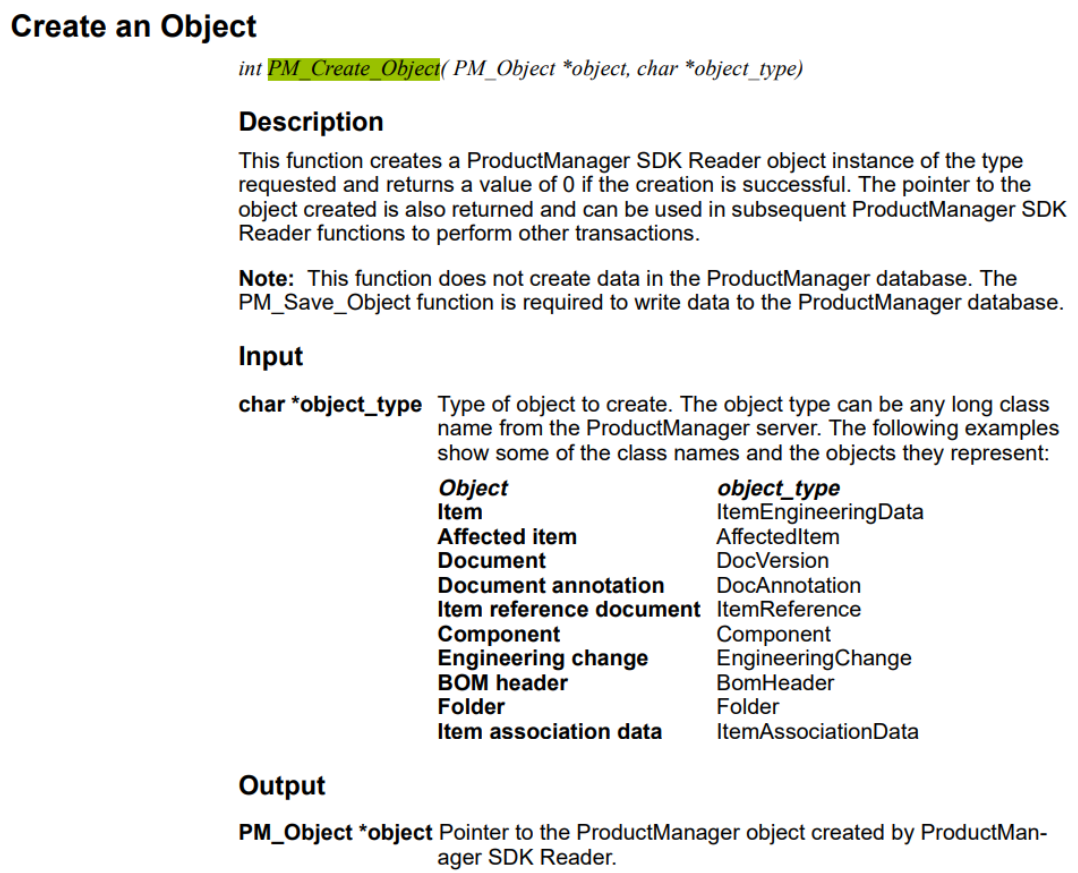 Create an Object
int PM_Create_Object( PM_Object *object, char *object_type)
Description
This function creates a ProductManager SDK Reader object instance of the type
requested and returns a value of 0 if the creation is successful. The pointer to the
object created is also returned and can be used in subsequent ProductManager SDK
Reader functions to perform other transactions.
Note: This function does not create data in the ProductManager database. The
PM_Save_Object function is required to write data to the ProductManager database.
Input
char *object_type Type of object to create. The object type can be any long class
name from the ProductManager server. The following examples
show some of the class names and the objects they represent:
Object object_type
Item ItemEngineeringData
Affected item AffectedItem
Document DocVersion
Document annotation DocAnnotation
Item reference document ItemReference
Component Component
Engineering change EngineeringChange
BOM header BomHeader
Folder Folder
Item association data ItemAssociationData
Output
PM_Object *object Pointer to the ProductManager object created by ProductMan-
ager SDK Reader.